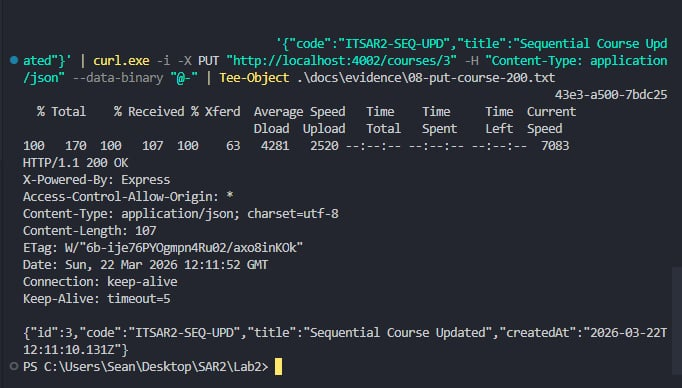 '{"code":"ITSAR2-SEQ-UPD","title":"Sequential Course Upd
ated"}' | curl.exe -i -X PUT "http://localhost:4002/courses/3" -H "Content-Type: application
/json" --data-binary "@-" | Tee-Object .\docs\evidence\08-put-course-200.txt
43e3-a500-7bdc25
% Total % Received % Xferd Average Speed Time Time Time Current
Dload Upload Total Spent Left Speed
100 170 100 107 100 63 4281 2520 --:--:-- --:--:-- --:--:-- 7083
HTTP/1.1 200 OK
X-Powered-By: Express
Access-Control-Allow-Origin: *
Content-Type: application/json; charset=utf-8
Content-Length: 107
ETag: W/"6b-ije76PYOgmpn4Ru02/axo8inKOk"
Date: Sun, 22 Mar 2026 12:11:52 GMT
Connection: keep-alive
Keep-Alive: timeout=5
{"id":3,"code":"ITSAR2-SEQ-UPD","title":"Sequential Course Updated","createdAt":"2026-03-22T
12:11:10.131Z"}
PS C:\Users\Sean\Desktop\SAR2\Lab2>